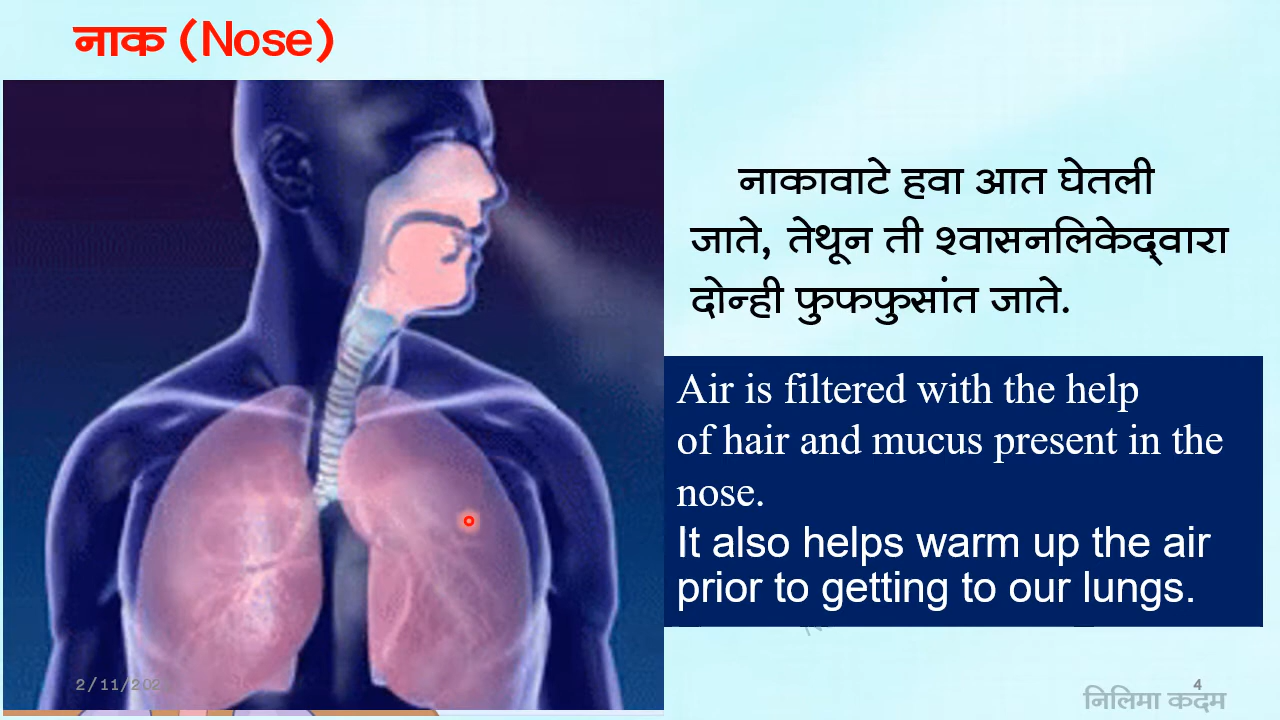 नाक (Nose)
नाकावाटे हवा आत घेतली
जाते, तेथून ती श्वासनलिकेद्वारा
दोन्ही फुफफुसांत जाते.
Air is filtered with the help
of hair and mucus present in the
nose.
It also helps warm up the air
prior to getting to our lungs.
4
निलिमा कदम